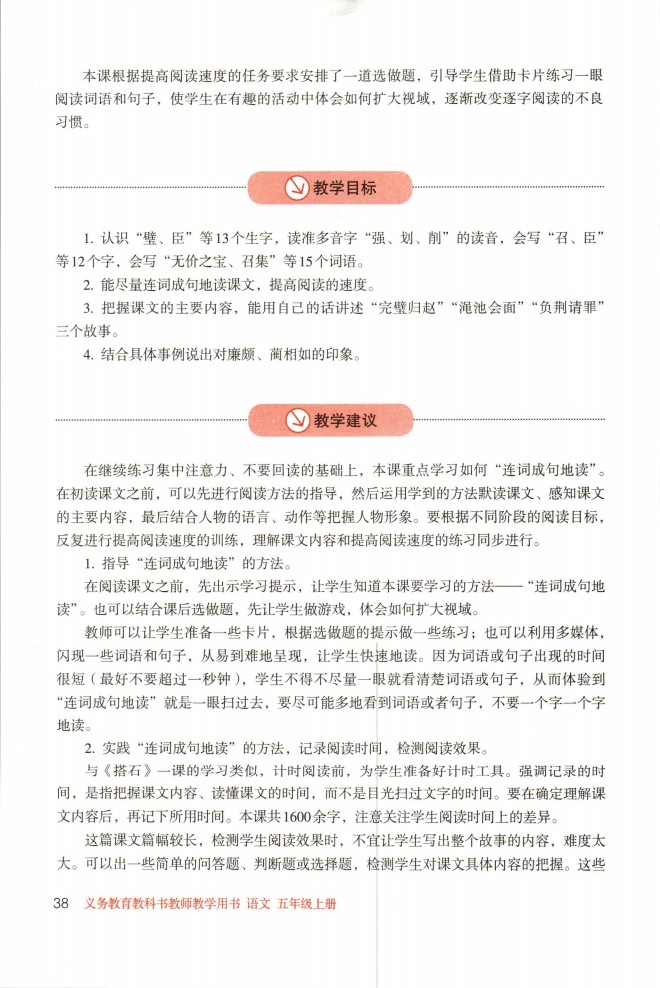 本课根据提高阅读速度的任务要求安排了一道选做题，引导学生借助卡片练习一眼
阅读词语和句子，使学生在有趣的活动中体会如何扩大视域，逐渐改变逐字阅读的不良
习惯。
教学目标
1. 认识“璧、臣”等13个生字，读准多音字“强、划、削”的读音，会写“召、臣”
等12个字，会写“无价之宝、召集”等15个词语。
2. 能尽量连词成句地读课文，提高阅读的速度。
3. 把握课文的主要内容，能用自己的话讲述“完璧归赵”“渑池会面”“负荆请罪”
三个故事。
4. 结合具体事例说出对廉颇、蔺相如的印象。
教学建议
在继续练习集中注意力、不要回读的基础上，本课重点学习如何“连词成句地读”。
在初读课文之前，可以先进行阅读方法的指导，然后运用学到的方法默读课文、感知课文
的主要内容，最后结合人物的语言、动作等把握人物形象。要根据不同阶段的阅读目标，
反复进行提高阅读速度的训练，理解课文内容和提高阅读速度的练习同步进行。
1. 指导“连词成句地读”的方法。
在阅读课文之前，先出示学习提示，让学生知道本课要学习的方法——“连词成句地
读”。也可以结合课后选做题，先让学生做游戏，体会如何扩大视域。
教师可以让学生准备一些卡片，根据选做题的提示做一些练习；也可以利用多媒体，
闪现一些词语和句子，从易到难地呈现，让学生快速地读。因为词语或句子出现的时间
很短（最好不要超过一秒钟），学生不得不尽量一眼就看清楚词语或句子，从而体验到
“连词成句地读”就是一眼扫过去，要尽可能多地看到词语或者句子，不要一个字一个字
地读。
2. 实践“连词成句地读”的方法，记录阅读时间，检测阅读效果。
与《搭石》一课的学习类似，计时阅读前，为学生准备好计时工具。强调记录的时
间，是指把握课文内容、读懂课文的时间，而不是目光扫过文字的时间。要在确定理解课
文内容后，再记下所用时间。本课共1600余字，注意关注学生阅读时间上的差异。
这篇课文篇幅较长，检测学生阅读效果时，不宜让学生写出整个故事的内容，难度太
大。可以出一些简单的问答题、判断题或选择题，检测学生对课文具体内容的把握。这些
38 义务教育教科书教师教学用书 语文 五年级上册